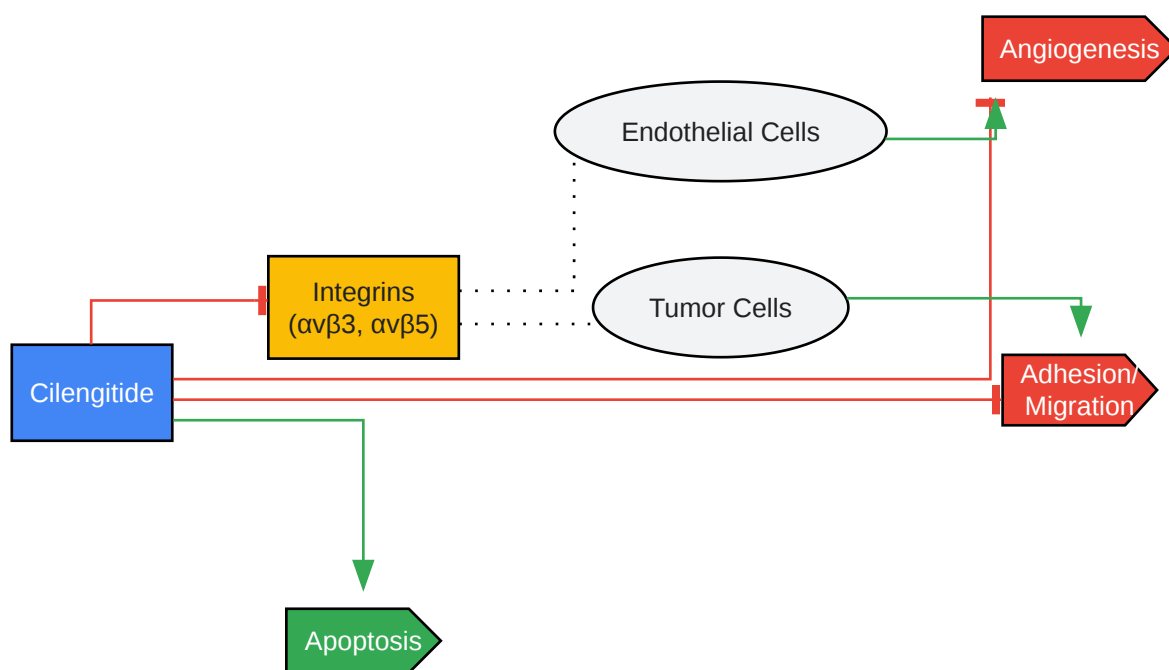 Angiogenesis
Endothelial Cells
Integrins
(αvβ3, αvβ5)
Tumor Cells
Cilengitide
Adhesion/
Migration
Apoptosis